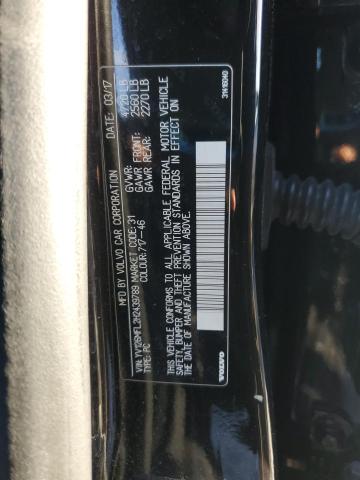 MFD. BY VOLVO CAR CORPORATION DATE: 03/17
GVWR: 4720 LB
GAWR FRONT: 2560 LB
GAWR REAR: 2270 LB
VIN: YV126MFL2H2439789 MARKET CODE: 31
TYPE: PC COLOUR: 717-46
THIS VEHICLE CONFORMS TO ALL APPLICABLE FEDERAL MOTOR VEHICLE
SAFETY, BUMPER AND THEFT PREVENTION STANDARDS IN EFFECT ON
THE DATE OF MANUFACTURE SHOWN ABOVE.
VOLVO